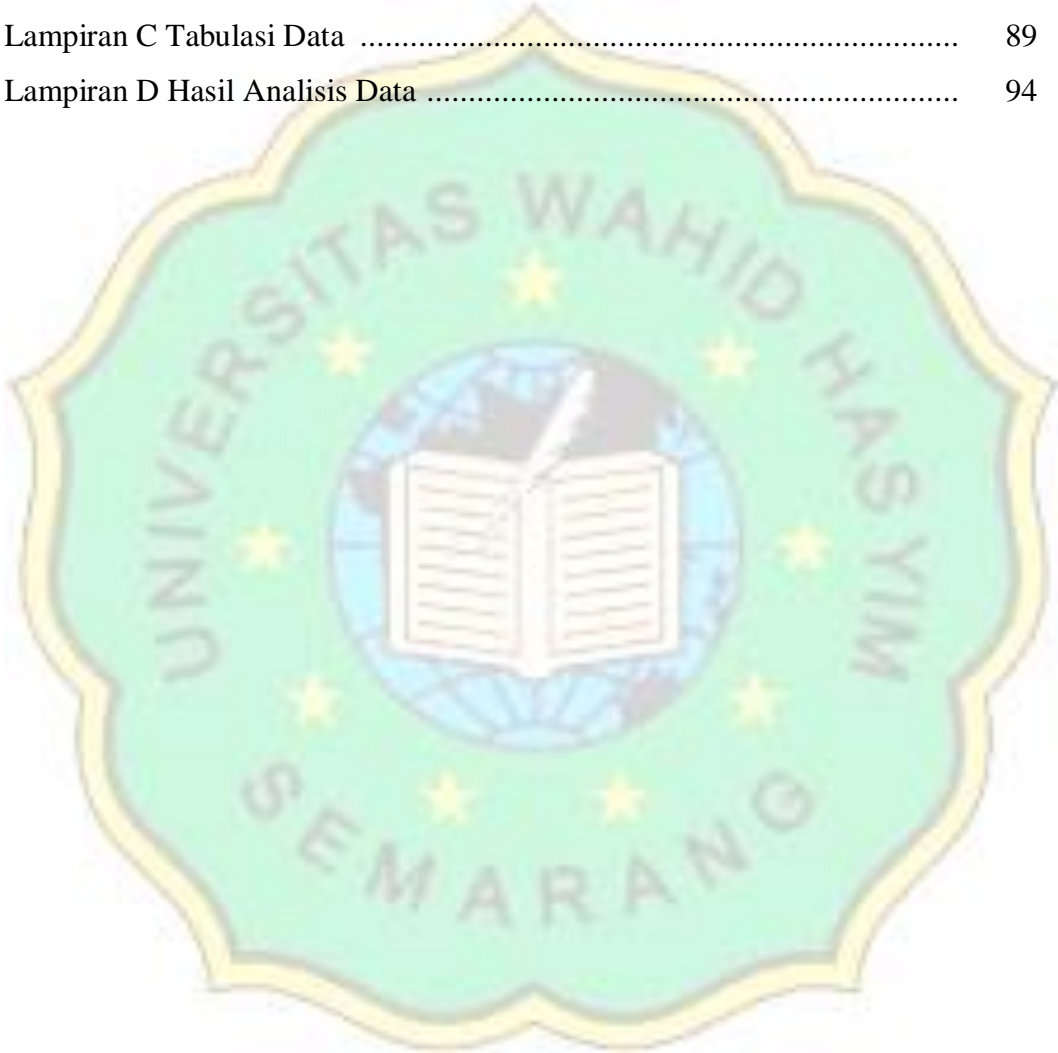 Lampiran C Tabulasi Data ........................................................................ 89
Lampiran D Hasil Analisis Data ................................................................ 94
UNIVERSITAS WAHID HASYIM
SEMARANG